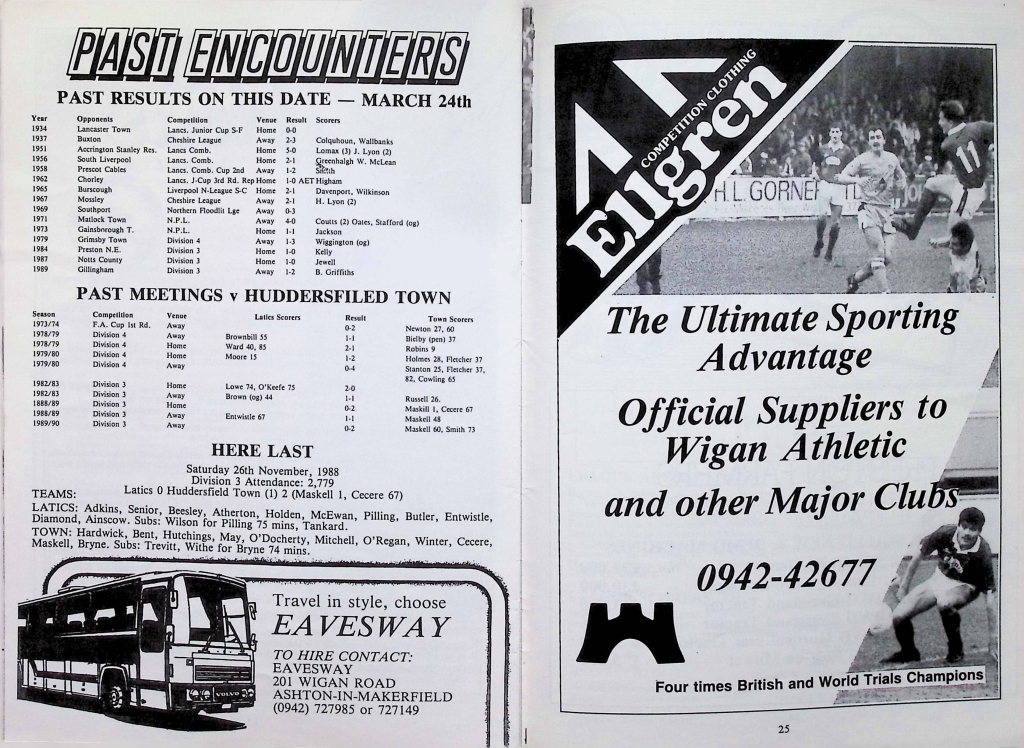 PAST ENCOUNTERS
PAST RESULTS ON THIS DATE — MARCH 24th
Year Opponents Competition Venue Result Scorers
1934 Lancaster Town Lancs. Junior Cup S-F Home 0-0
1937 Buxton Cheshire League Away 2-3 Colquhoun, Wallbanks
1951 Accrington Stanley Res. Lancs Comb. Home 5-0 Lomax (3) J. Lyon (2)
1956 South Liverpool Lancs. Comb. Home 2-1 Greenhalgh W. McLean
1958 Prescot Cables Lancs. Comb. Cup 2nd Away 1-2 Smith
1962 Chorley Lancs. J-Cup 3rd Rd. Rep Home 1-0 AET Higham
1965 Burscough Liverpool N-League S-C Home 2-1 Davenport, Wilkinson
1967 Mossley Cheshire League Away 2-1 H. Lyon (2)
1969 Southport Northern Floodlit Lge Away 0-3
1971 Matlock Town N.P.L. Away 4-0 Coutts (2) Oates, Stafford (og)
1973 Gainsborough T. N.P.L. Home 1-1 Jackson
1979 Grimsby Town Division 4 Away 1-3 Wiggington (og)
1984 Preston N.E. Division 3 Home 1-0 Kelly
1987 Notts County Division 3 Home 1-0 Jewell
1989 Gillingham Division 3 Away 1-2 B. Griffiths
PAST MEETINGS v HUDDERSFILED TOWN
Season Competition Venue Latics Scorers Result Town Scorers
1973/74 F.A. Cup 1st Rd. Away 0-2 Newton 27, 60
1978/79 Division 4 Away Brownbill 55 1-1 Bielby (pen) 37
1978/79 Division 4 Home Ward 40, 85 2-1 Robins 9
1979/80 Division 4 Home Moore 15 1-2 Holmes 28, Fletcher 37
1979/80 Division 4 Away 0-4 Stanton 25, Fletcher 37,
82, Cowling 65
1982/83 Division 3 Home Lowe 74, O'Keefe 75 2-0
1982/83 Division 3 Away Brown (og) 44 1-1 Russell 26.
1888/89 Division 3 Home 0-2 Maskill 1, Cecere 67
1988/89 Division 3 Away Entwistle 67 1-1 Maskell 48
1989/90 Division 3 Away 0-2 Maskell 60, Smith 73
HERE LAST
Saturday 26th November, 1988
Division 3 Attendance: 2,779
Latics 0 Huddersfield Town (1) 2 (Maskell 1, Cecere 67)
TEAMS:
LATICS: Adkins, Senior, Beesley, Atherton, Holden, McEwan, Pilling, Butler, Entwistle,
Diamond, Ainscow. Subs: Wilson for Pilling 75 mins, Tankard.
TOWN: Hardwick, Bent, Hutchings, May, O'Docherty, Mitchell, O'Regan, Winter, Cecere,
Maskell, Bryne. Subs: Trevitt, Withe for Bryne 74 mins.
Travel in style, choose
EAVESWAY
TO HIRE CONTACT:
EAVESWAY
201 WIGAN ROAD
ASHTON-IN-MAKERFIELD
(0942) 727985 or 727149
VOLVO
COMPETITION CLOTHING
Ellgren
H.L. GORNE
11
The Ultimate Sporting
Advantage
Official Suppliers to
Wigan Athletic
and other Major Clubs
0942-42677
Four times British and World Trials Champions
25